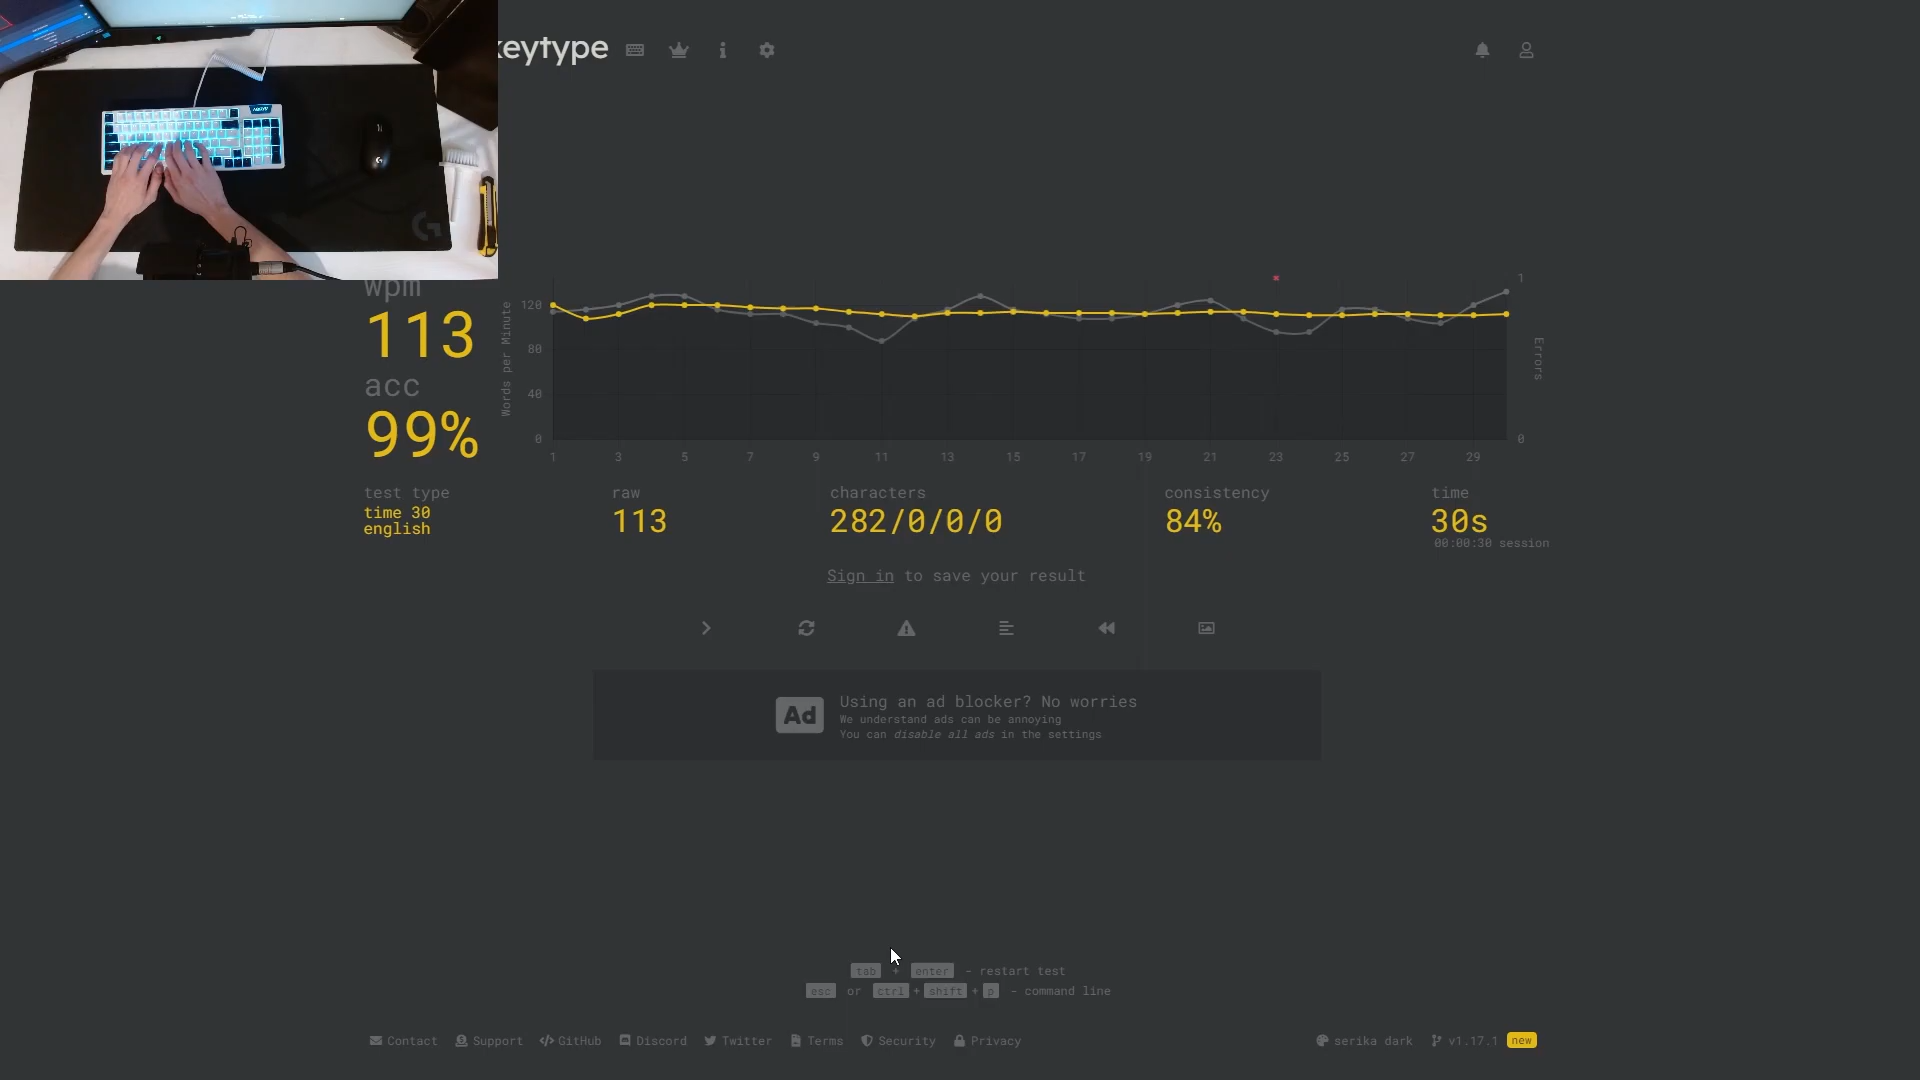 keytype
wpm
113
acc
99%
Words per Minute
120
80
40
0
1
0
Errors
1 3 5 7 9 11 13 15 17 19 21 23 25 27 29
test type
time 30
english
raw
113
characters
282/0/0/0
consistency
84%
time
30s
00:00:30 session
Sign in to save your result
Ad
Using an ad blocker? No worries
We understand ads can be annoying
You can disable all ads in the settings
tab + enter - restart test
esc or ctrl + shift + p - command line
Contact Support GitHub Discord Twitter Terms Security Privacy
serika dark v1.17.1 new